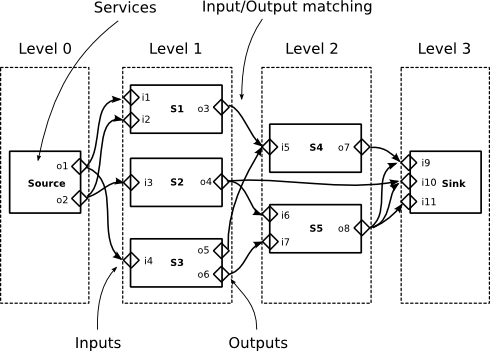 Services
Input/Output matching
Level 0
Level 1
Level 2
Level 3
i1
i2
S1
o3
i5
S4
o7
o1
o2
Source
i3
S2
o4
i9
i10
i11
Sink
i6
i7
S5
o8
i4
S3
o5
o6
Inputs
Outputs